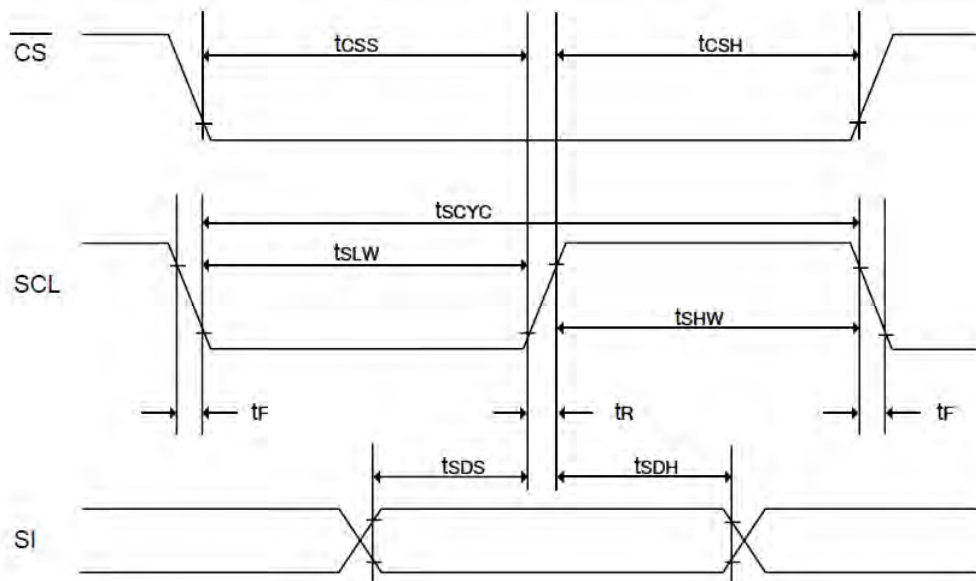 CS
tCSS
tCSH
tSCYC
SCL
tSLW
tSHW
tF
tR
tF
tSDS
tSDH
SI